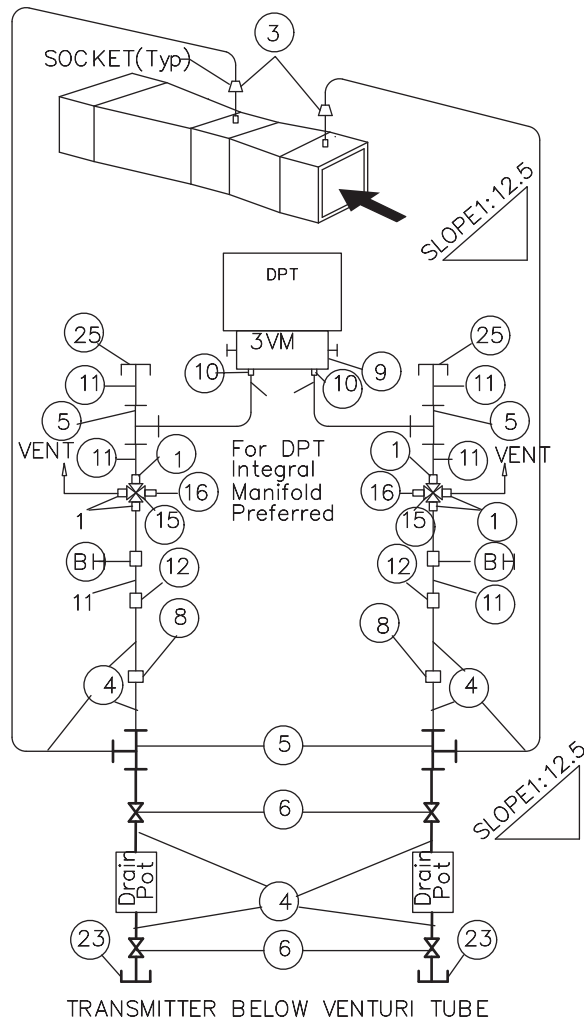 3
SOCKET(Typ)
SLOPE1:12.5
DPT
3VM
25
25
9
10
10
11
11
5
5
For DPT
Integral
Manifold
Preferred
VENT
VENT
11
1
1
11
16
16
1
15
15
1
B
12
12
B
11
11
8
8
4
4
5
SLOPE1:12.5
6
Drain
Pot
Drain
Pot
4
23
6
23
TRANSMITTER BELOW VENTURI TUBE